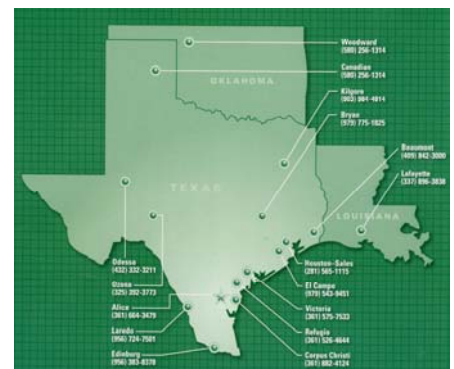 Woodward
(580) 256-1314
OKLAHOMA
Canadian
(580) 256-1314
Kilgore
(903) 984-4014
Bryan
(979) 775-1025
Beaumont
(409) 842-3000
Lafayette
(337) 896-3838
TEXAS
LOUISIANA
Odessa
(432) 332-3211
Ozona
(325) 392-3773
Alice
(361) 664-3479
Laredo
(956) 724-7501
Edinburg
(956) 383-8378
Houston-Sales
(281) 565-1115
El Campo
(979) 543-9451
Victoria
(361) 575-7533
Refugio
(361) 526-4644
Corpus Christi
(361) 882-4124